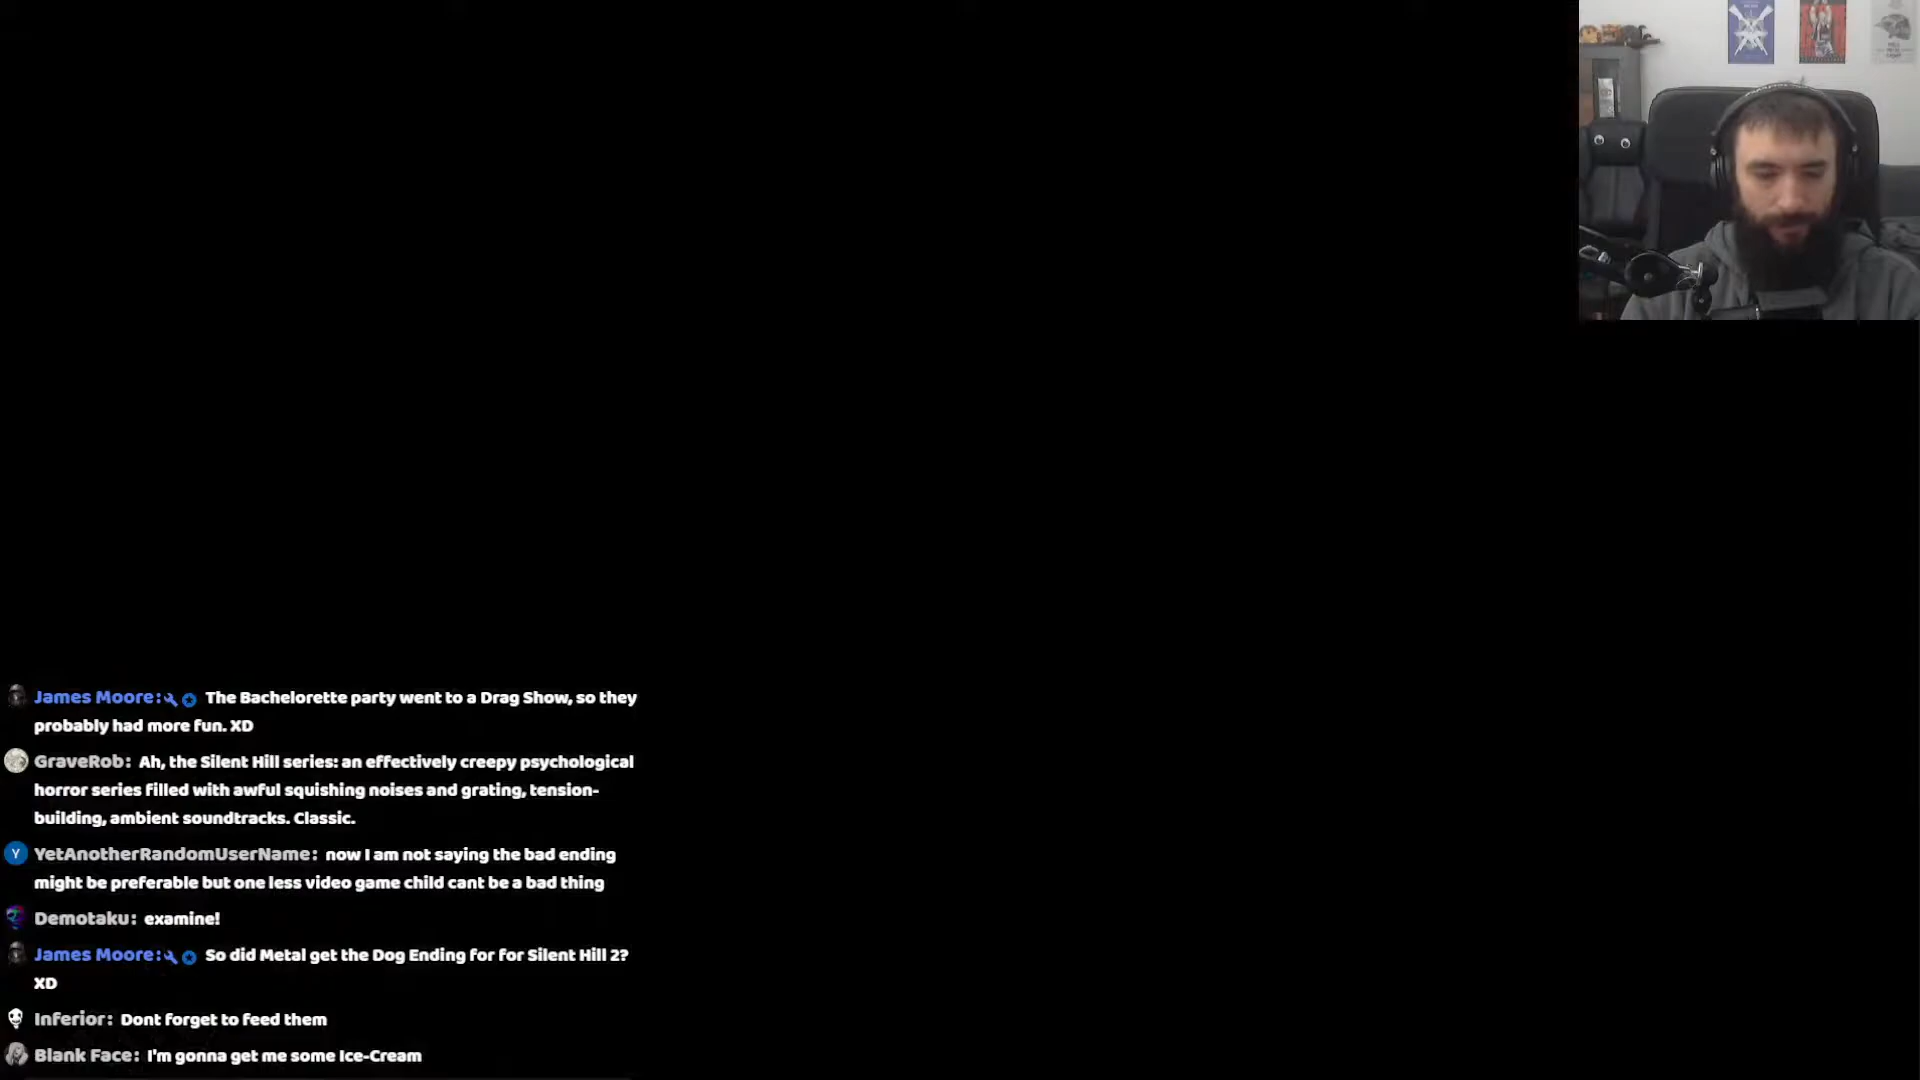 James Moore: The Bachelorette party went to a Drag Show, so they
probably had more fun. XD
GraveRob: Ah, the Silent Hill series: an effectively creepy psychological
horror series filled with awful squishing noises and grating, tension-
building, ambient soundtracks. Classic.
Y YetAnotherRandomUserName: now I am not saying the bad ending
might be preferable but one less video game child cant be a bad thing
Demotaku: examine!
James Moore: So did Metal get the Dog Ending for for Silent Hill 2?
XD
Inferior: Dont forget to feed them
Blank Face: I'm gonna get me some Ice-Cream